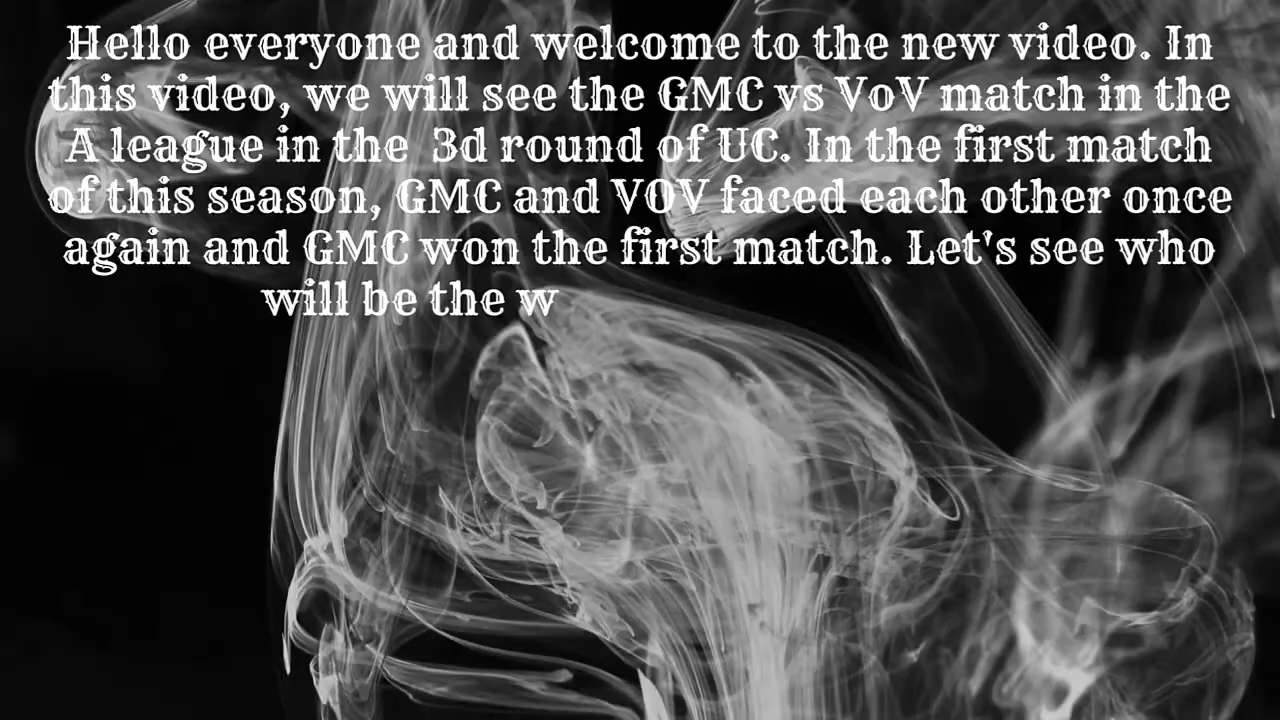 Hello everyone and welcome to the new video. In
this video, we will see the GMC vs VoV match in the
A league in the  3d round of UC. In the first match
of this season, GMC and VOV faced each other once
again and GMC won the first match. Let's see who
will be the w